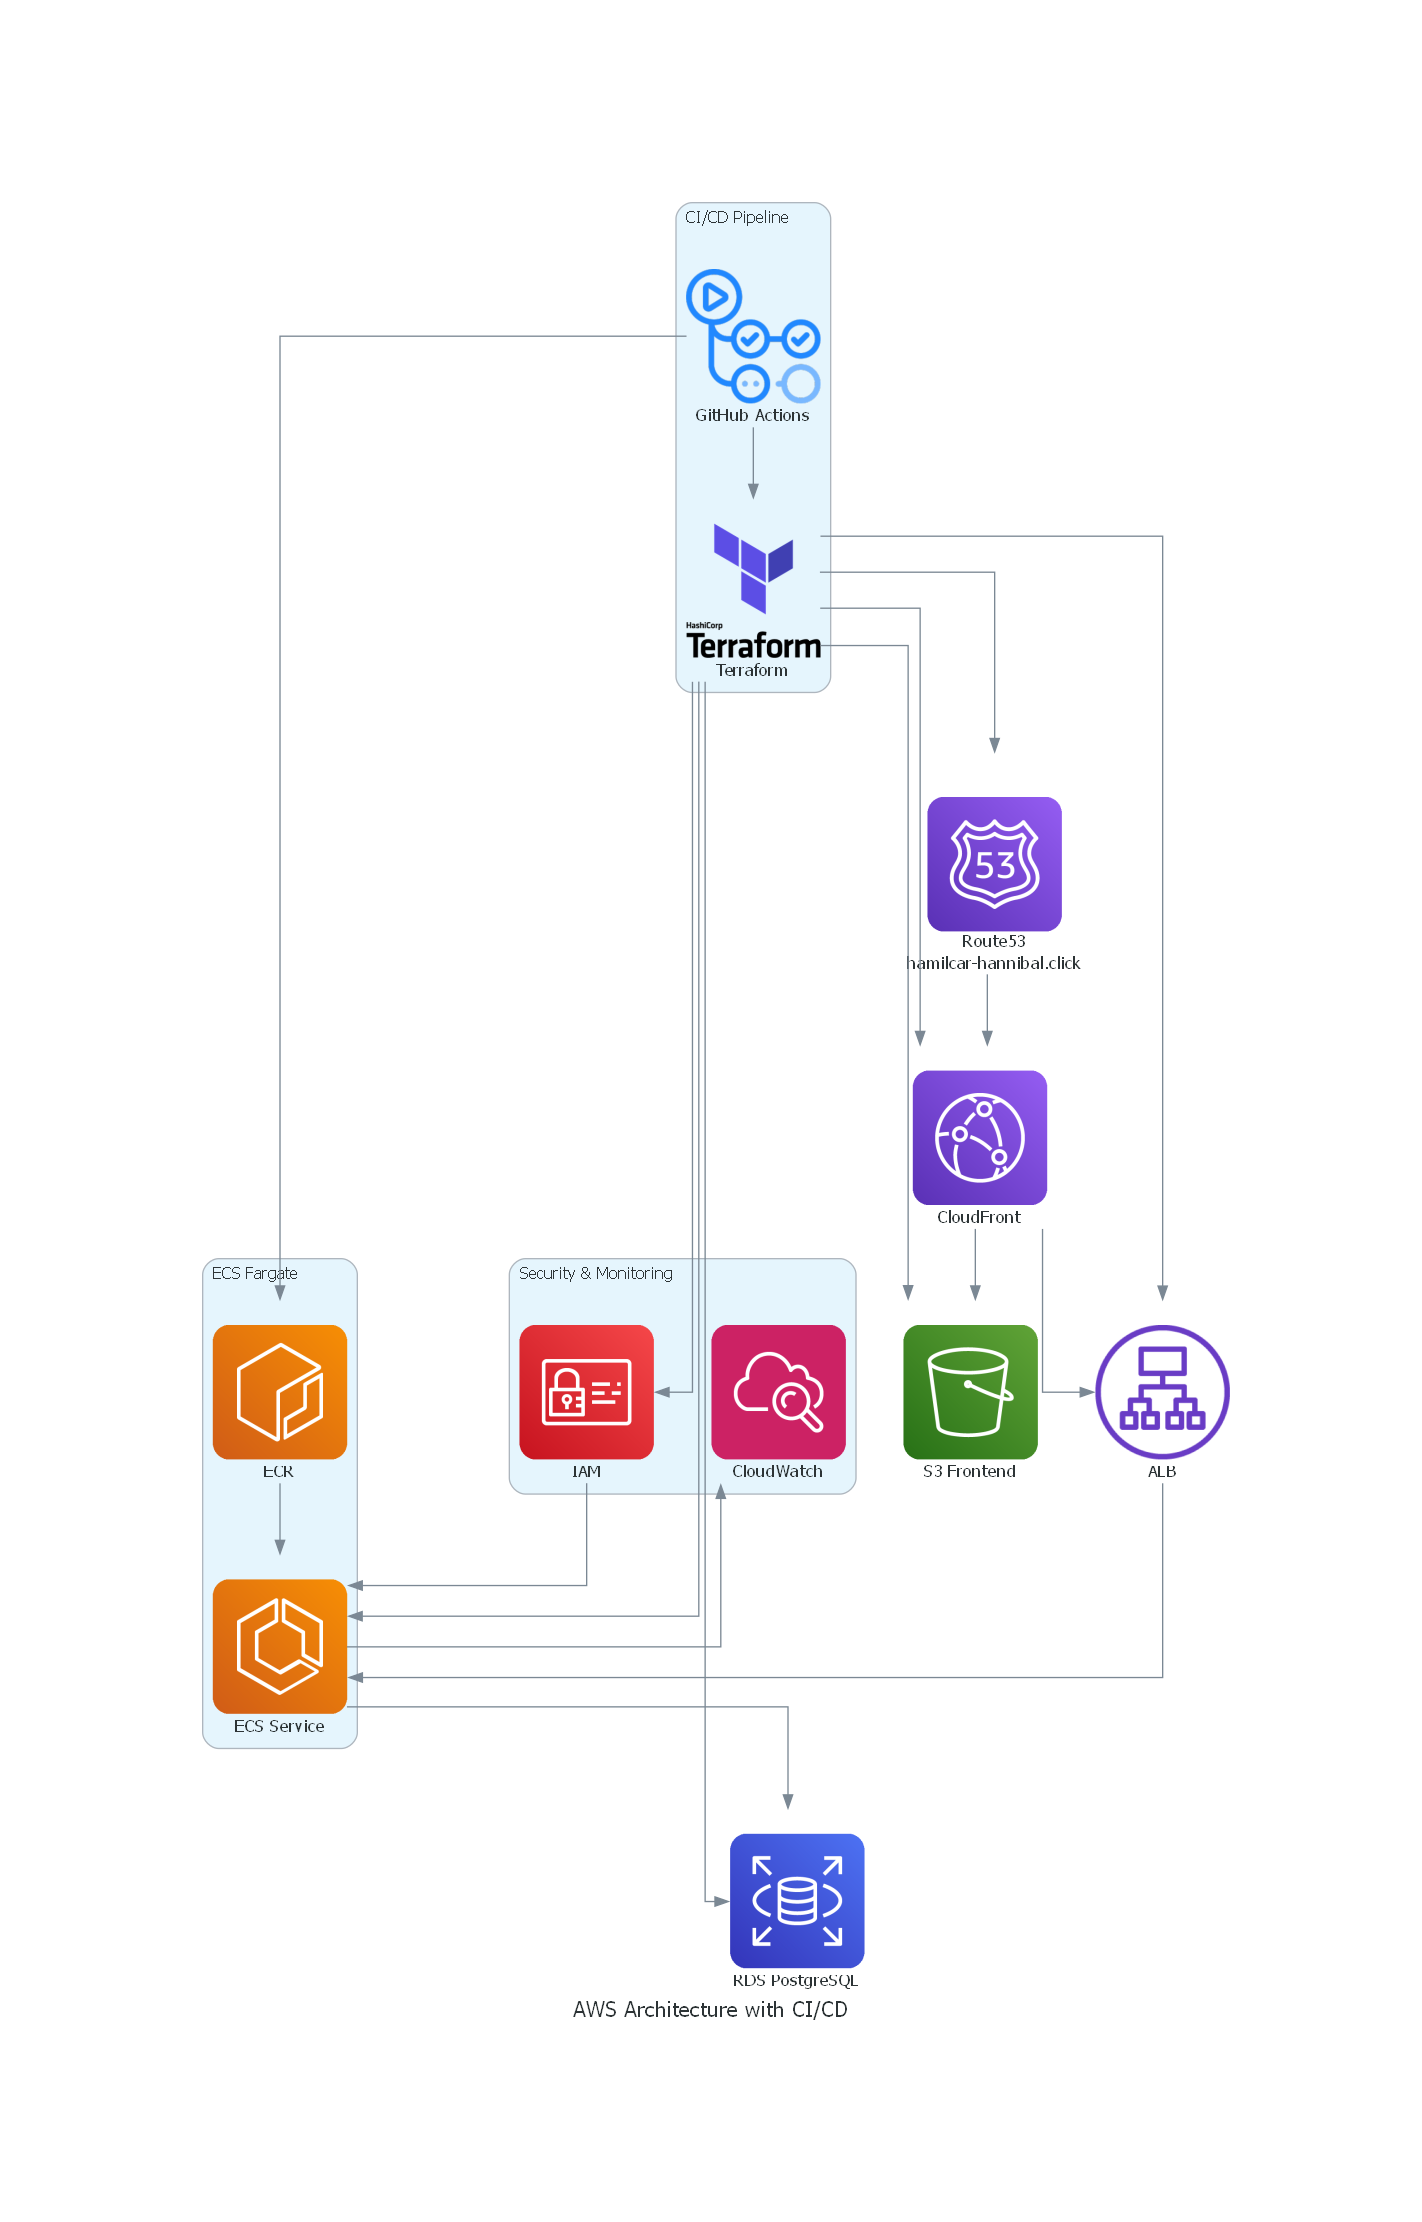 CI/CD Pipeline
GitHub Actions
HashiCorp
Terraform
Terraform
53
Route53
hamilcar-hannibal.click
CloudFront
ECS Fargate
Security & Monitoring
ECR
IAM
CloudWatch
S3 Frontend
ALB
ECS Service
RDS PostgreSQL
AWS Architecture with CI/CD